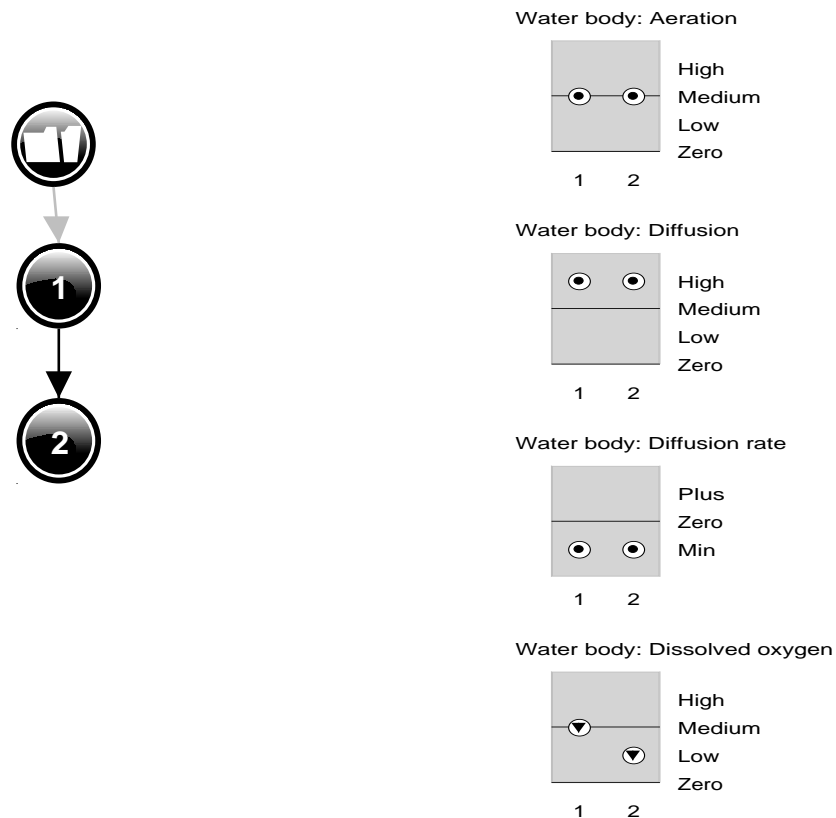 1
2
Water body: Aeration
High
Medium
Low
Zero
1 2
Water body: Diffusion
High
Medium
Low
Zero
1 2
Water body: Diffusion rate
Plus
Zero
Min
1 2
Water body: Dissolved oxygen
High
Medium
Low
Zero
1 2